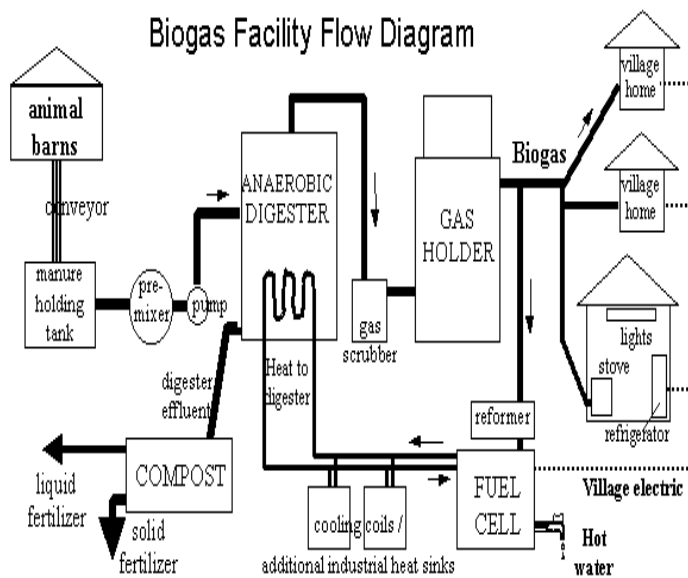 Biogas Facility Flow Diagram
animal
barns
conveyor
manure
holding
tank
pre-
mixer
pump
ANAEROBIC
DIGESTER
Heat to
digester
digester
effluent
COMPOST
liquid
fertilizer
solid
fertilizer
gas
scrubber
GAS
HOLDER
Biogas
village
home
village
home
lights
stove
refrigerator
reformer
FUEL
CELL
cooling
coils /
additional industrial heat sinks
Village electric
Hot
water